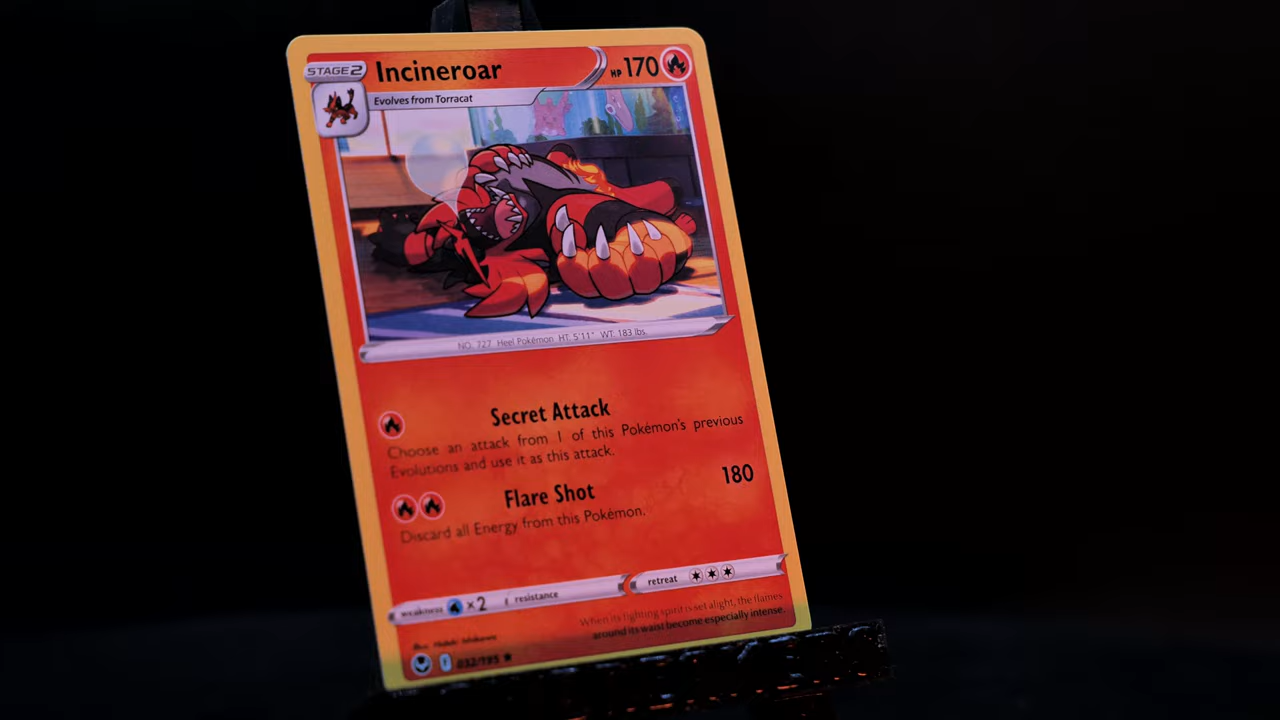 STAGE2 Incineroar HP 170
Evolves from Torracat
NO. 727 Heel Pokémon HT: 5'11" WT: 183 lbs.
Secret Attack
Choose an attack from 1 of this Pokémon's previous
Evolutions and use it as this attack.
Flare Shot 180
Discard all Energy from this Pokémon.
weakness ×2 resistance retreat
When its fighting spirit is set alight, the flames
around its waist become especially intense.
032/195